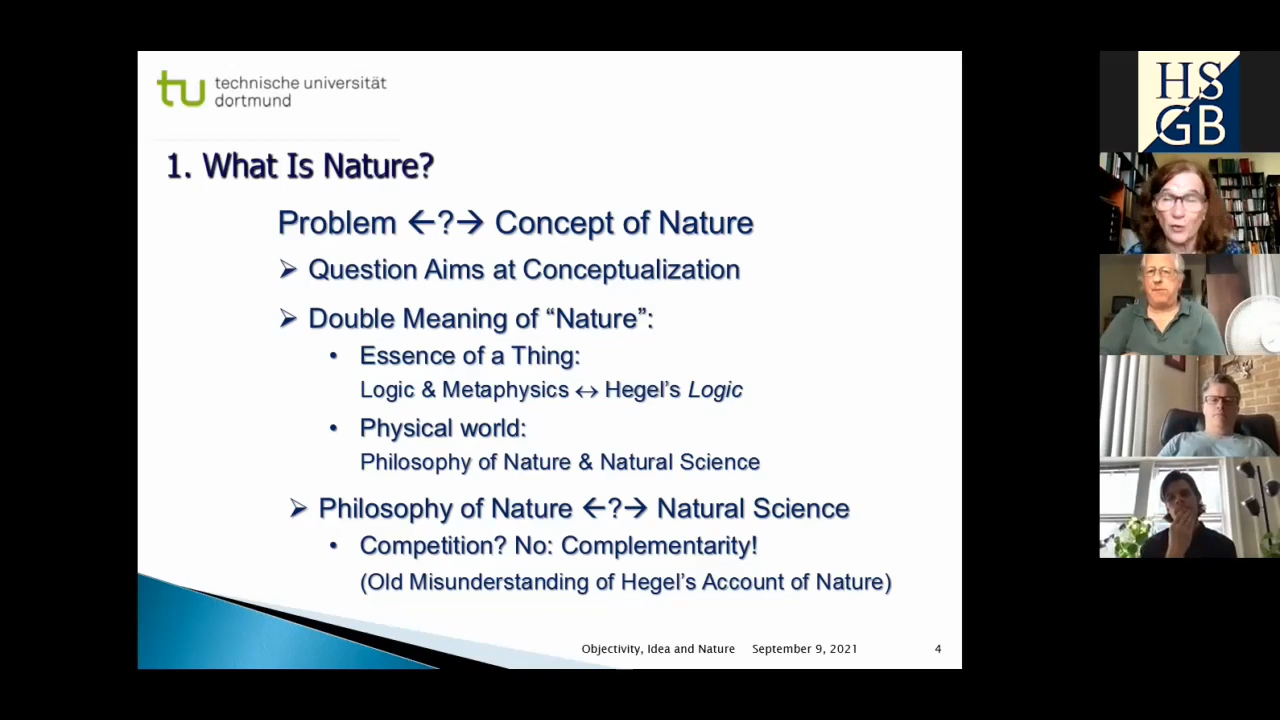 technische universität
dortmund
1. What Is Nature?
Problem ←?→ Concept of Nature
➢ Question Aims at Conceptualization
➢ Double Meaning of “Nature”:
• Essence of a Thing:
Logic & Metaphysics ↔ Hegel’s Logic
• Physical world:
Philosophy of Nature & Natural Science
➢ Philosophy of Nature ←?→ Natural Science
• Competition? No: Complementarity!
(Old Misunderstanding of Hegel’s Account of Nature)
Objectivity, Idea and Nature September 9, 2021 4
HS
GB